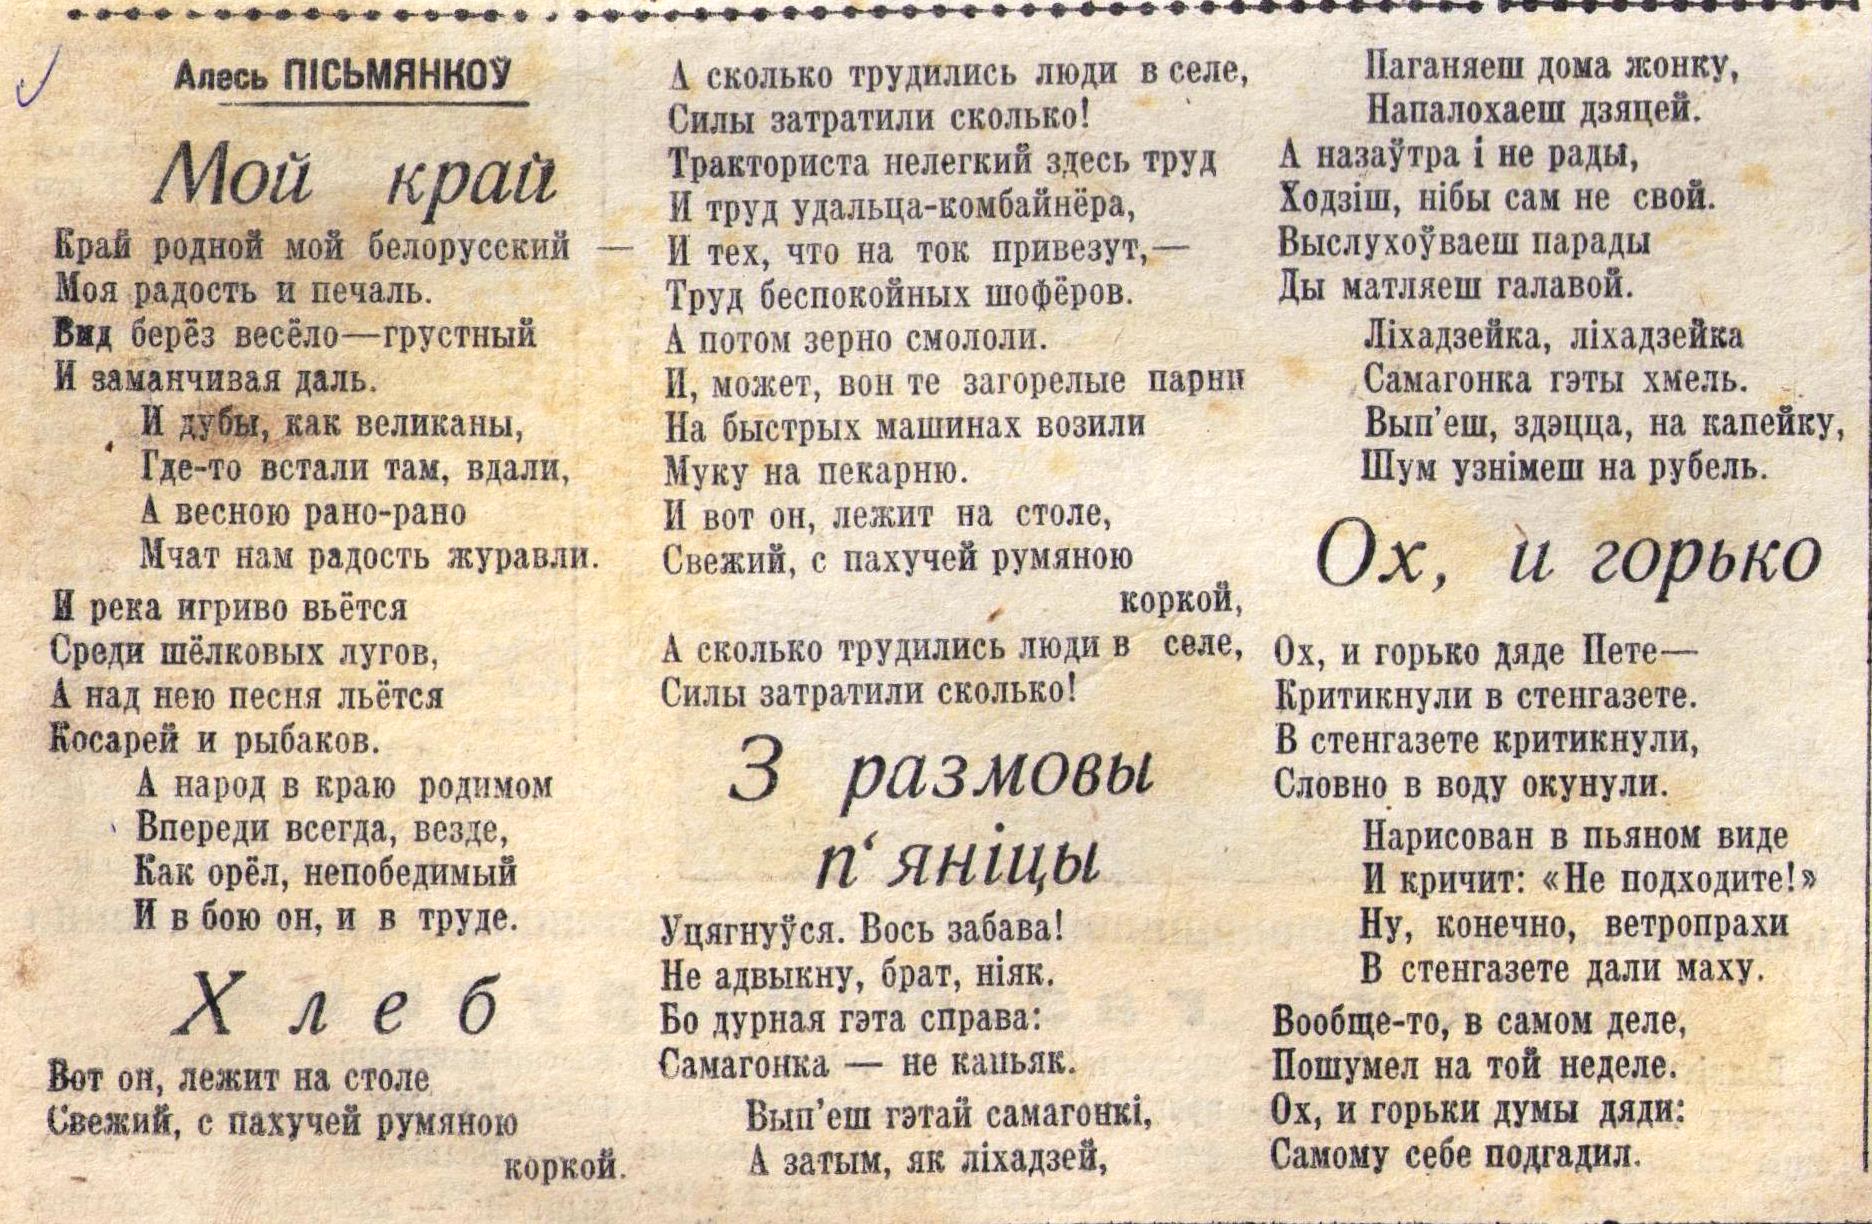 Алесь ПІСЬМЯНКОЎ
Мой край
Край родной мой белорусский —
Моя радость и печаль.
Вид берёз весёло—грустный
И заманчивая даль.
И дубы, как великаны,
Где-то встали там, вдали,
А весною рано-рано
Мчат нам радость журавли.
И река игриво вьётся
Среди шёлковых лугов,
А над нею песня льётся
Косарей и рыбаков.
А народ в краю родимом
Впереди всегда, везде,
Как орёл, непобедимый
И в бою он, и в труде.
Хлеб
Вот он, лежит на столе
Свежий, с пахучей румяною
коркой.
А сколько трудились люди в селе,
Силы затратили сколько!
Тракториста нелегкий здесь труд
И труд удальца-комбайнёра,
И тех, что на ток привезут,—
Труд беспокойных шофёров.
А потом зерно смололи.
И, может, вон те загорелые парни
На быстрых машинах возили
Муку на пекарню.
И вот он, лежит на столе,
Свежий, с пахучей румяною
коркой,
А сколько трудились люди в селе,
Силы затратили сколько!
З размовы
п‘яніцы
Уцягнуўся. Вось забава!
Не адвыкну, брат, ніяк.
Бо дурная гэта справа:
Самагонка — не каньяк.
Вып’еш гэтай самагонкі,
А затым, як ліхадзей,
Паганяеш дома жонку,
Напалохаеш дзяцей.
А назаўтра і не рады,
Ходзіш, нібы сам не свой.
Выслухоўваеш парады
Ды матляеш галавой.
Ліхадзейка, ліхадзейка
Самагонка гэты хмель.
Вып’еш, здэцца, на капейку,
Шум узнімеш на рубель.
Ох, и горько
Ох, и горько дяде Пете—
Критикнули в стенгазете.
В стенгазете критикнули,
Словно в воду окунули.
Нарисован в пьяном виде
И кричит: «Не подходите!»
Ну, конечно, ветропрахи
В стенгазете дали маху.
Вообще-то, в самом деле,
Пошумел на той неделе.
Ох, и горьки думы дяди:
Самому себе подгадил.